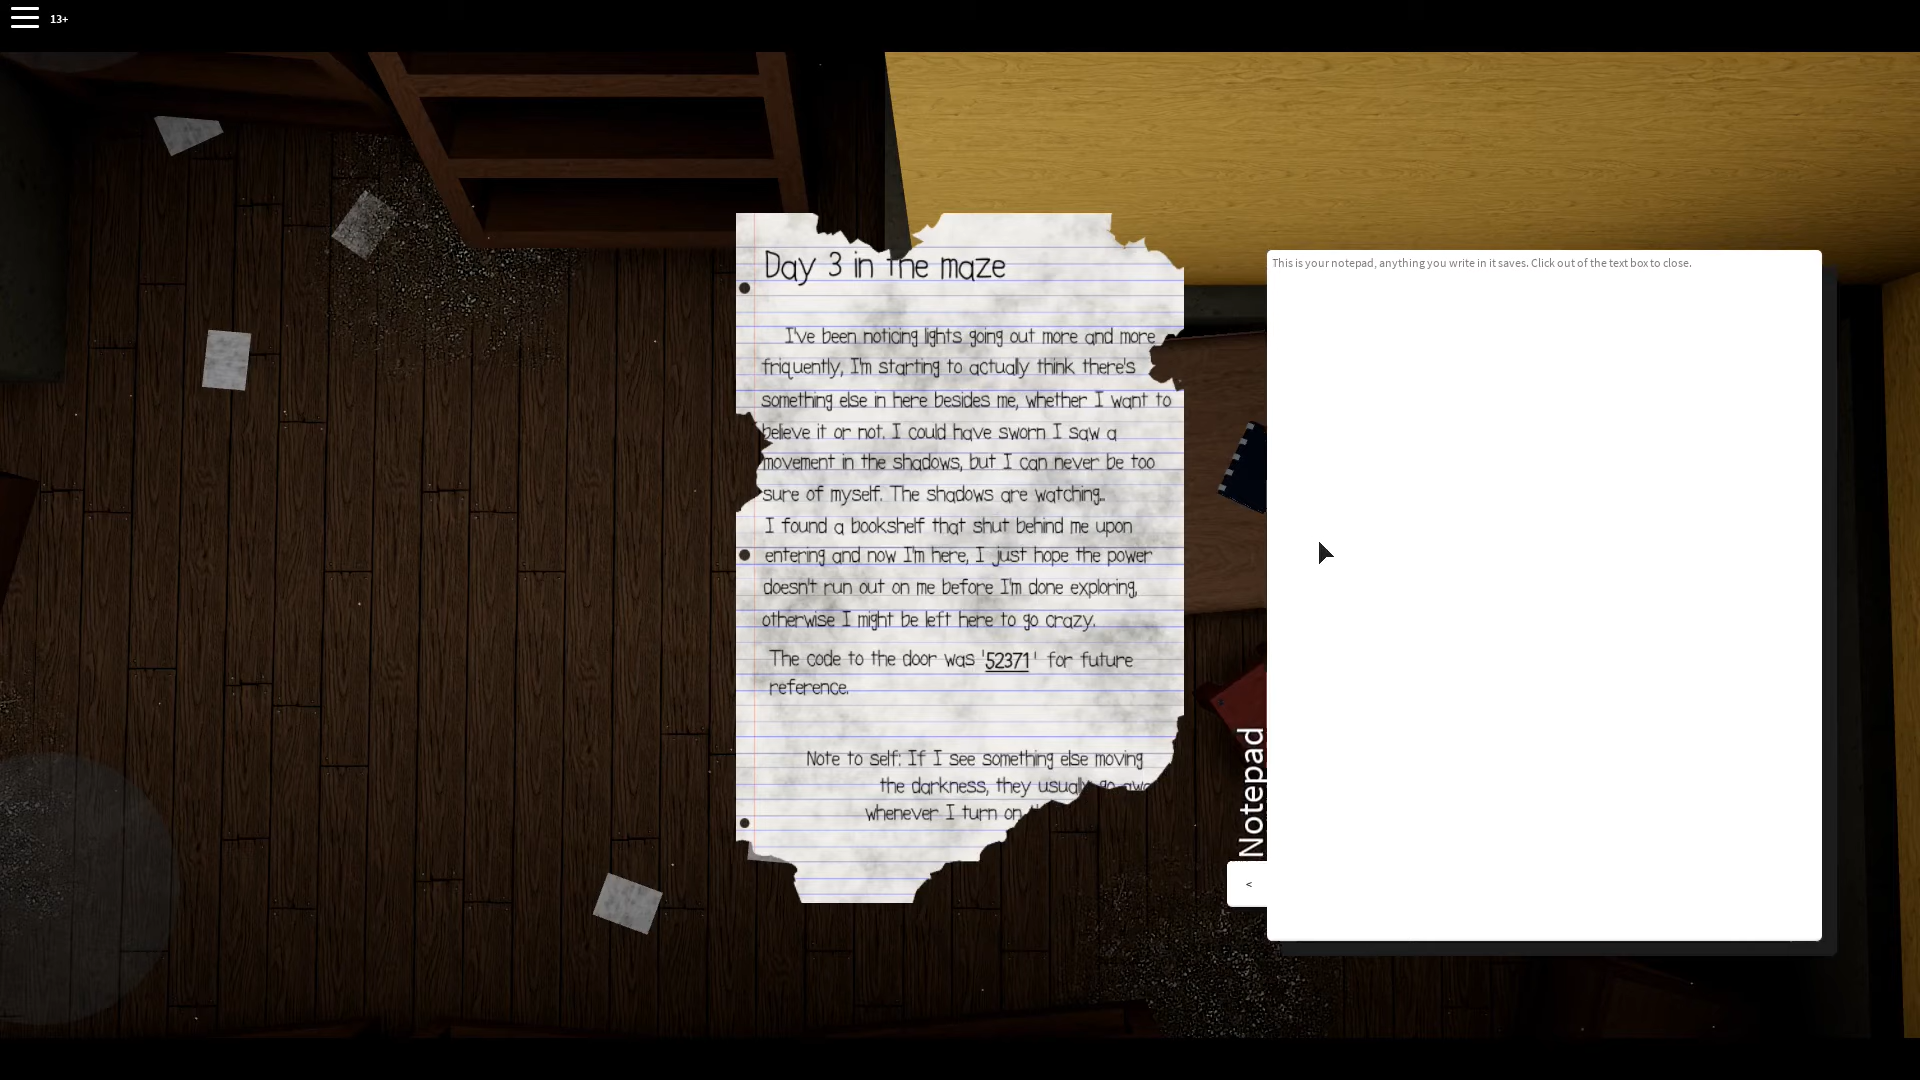 13+
Day 3 in the maze
I've been noticing lights going out more and more
friquently, I'm starting to actually think there's
something else in here besides me, whether I want to
believe it or not. I could have sworn I saw a
movement in the shadows, but I can never be too
sure of myself. The shadows are watching..
I found a bookshelf that shut behind me upon
entering and now I'm here, I just hope the power
doesn't run out on me before I'm done exploring,
otherwise I might be left here to go crazy.
The code to the door was '52371' for future
reference.
Note to self: If I see something else moving
the darkness, they usually go
whenever I turn on
This is your notepad, anything you write in it saves. Click out of the text box to close.
Notepad
<